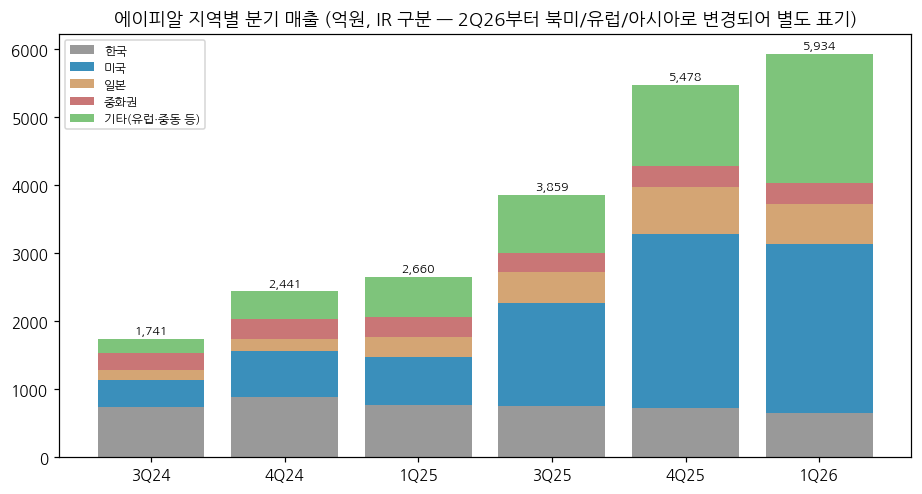 에이피알 지역별 분기 매출 (억원, IR 구분 — 2Q26부터 북미/유럽/아시아로 변경되어 별도 표기)
한국
미국
일본
중화권
기타(유럽·중동 등)
6000
5000
4000
3000
2000
1000
0
1,741
2,441
2,660
3,859
5,478
5,934
3Q24
4Q24
1Q25
3Q25
4Q25
1Q26